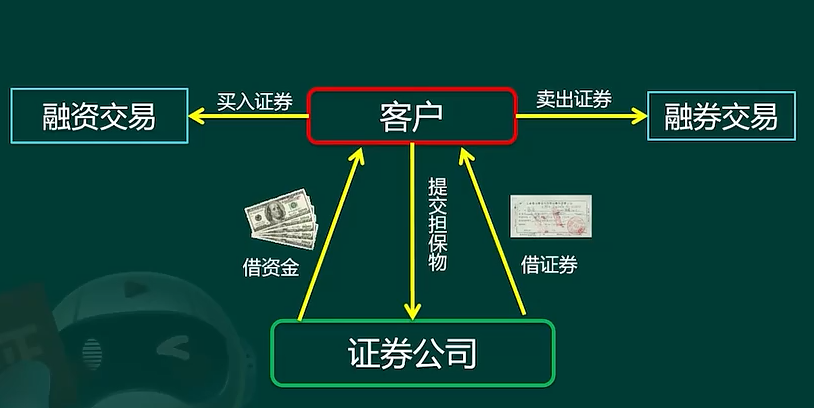 买入证券
卖出证券
融资交易
客户
融券交易
提交担保物
借资金
借证券
证券公司